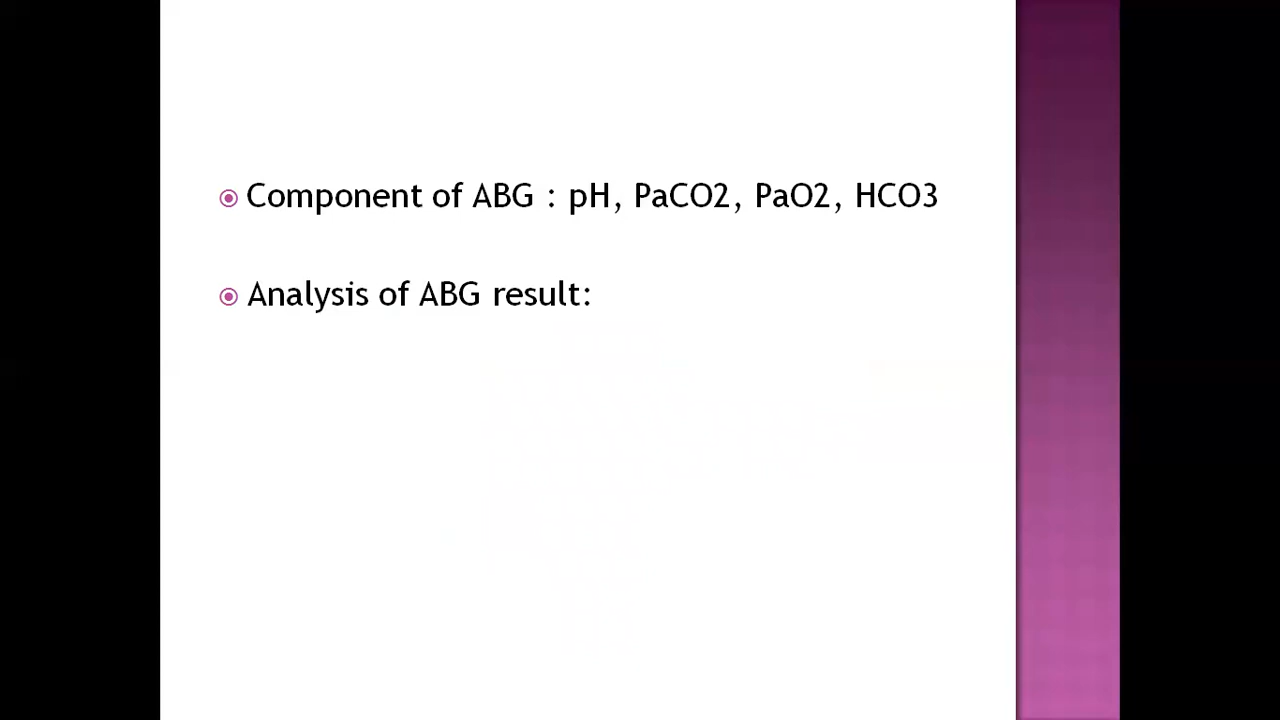 Component of ABG : pH, PaCO2, PaO2, HCO3
Analysis of ABG result: